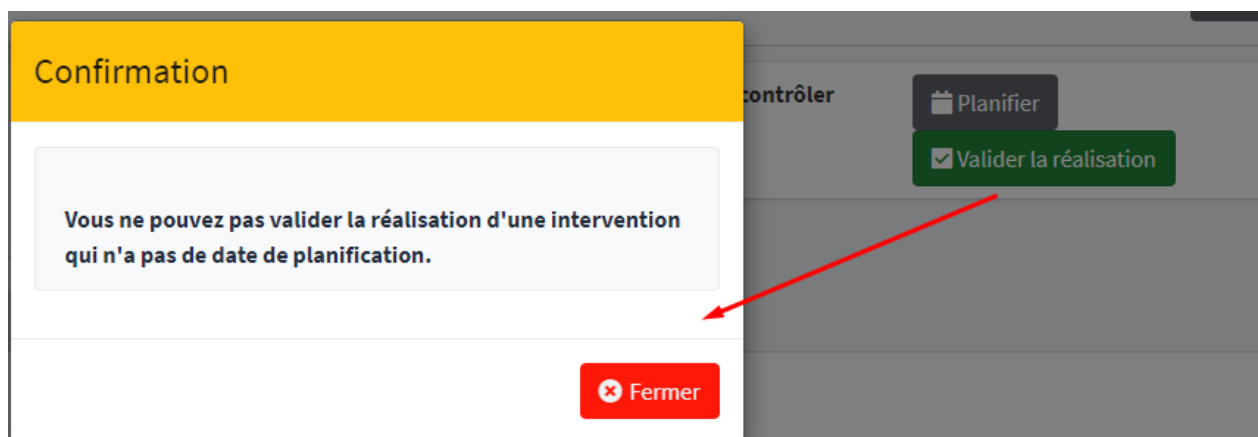 Confirmation
contrôler
Planifier
Valider la réalisation
Vous ne pouvez pas valider la réalisation d'une intervention
qui n'a pas de date de planification.
Fermer